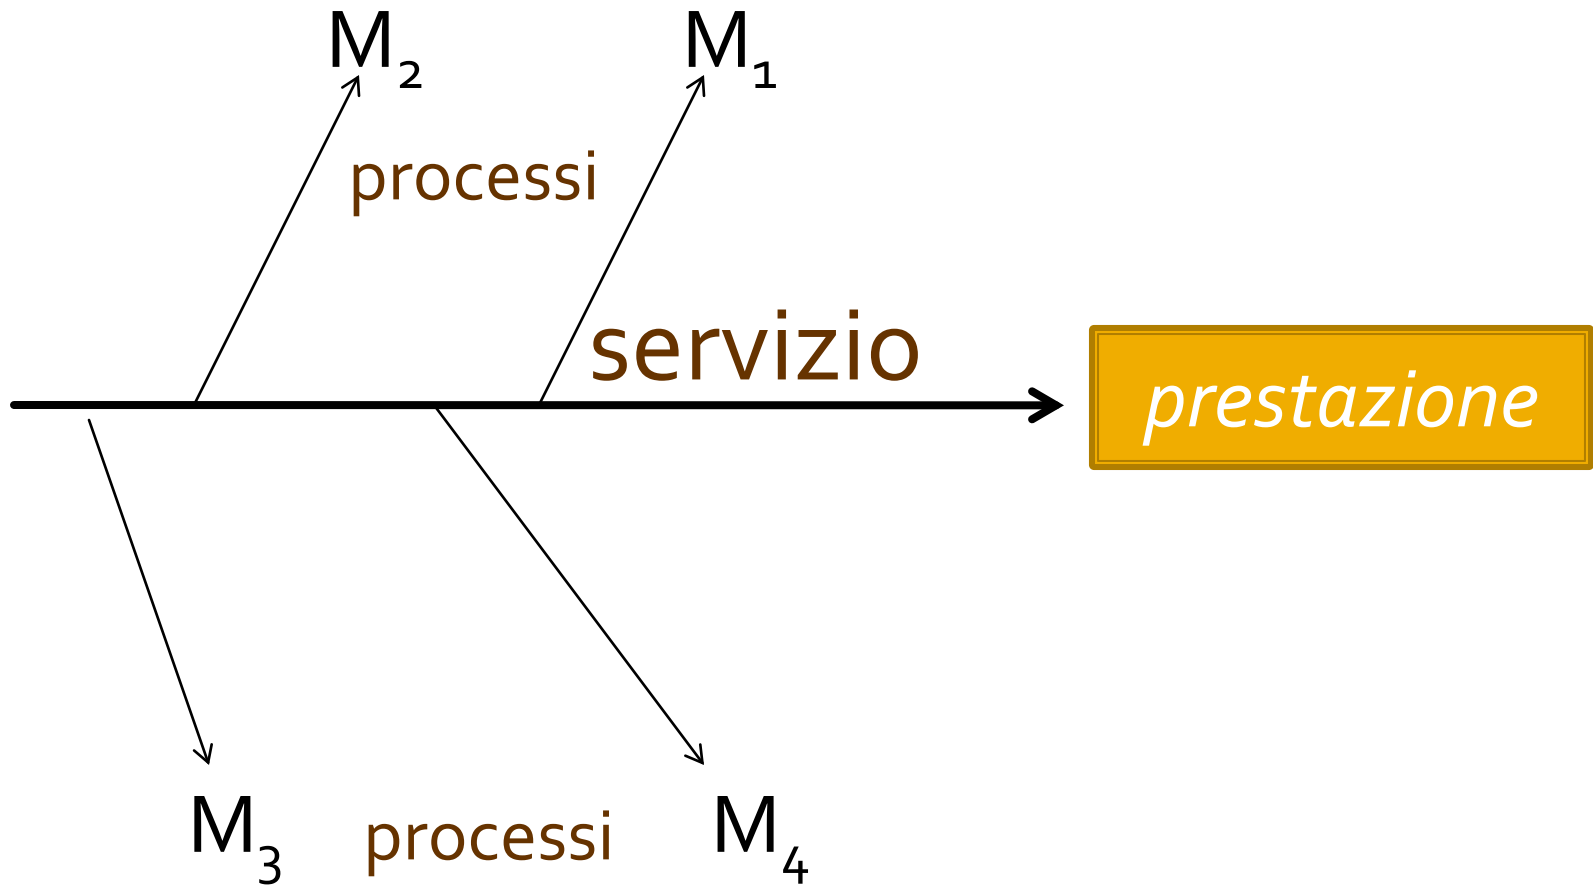 M₂
M₁
processi
servizio
prestazione
M₃
processi
M₄